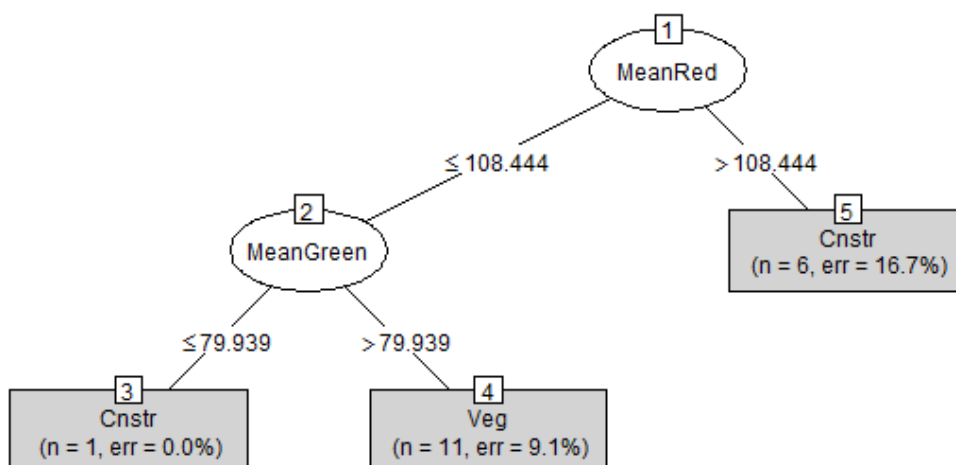 1
MeanRed
≤ 108.444
> 108.444
2
MeanGreen
5
Cnstr
(n = 6, err = 16.7%)
≤ 79.939
> 79.939
3
Cnstr
(n = 1, err = 0.0%)
4
Veg
(n = 11, err = 9.1%)